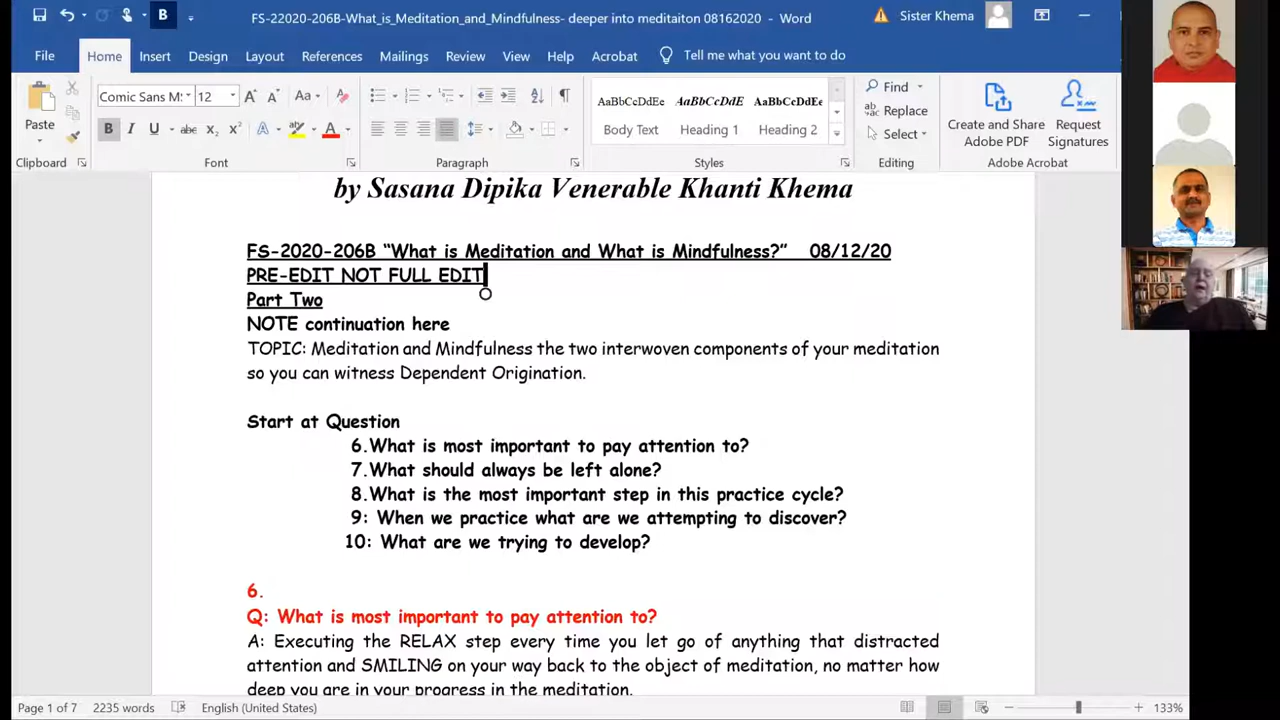 FS-22020-206B-What_is_Meditation_and_Mindfulness- deeper into meditaiton 08162020 - Word
Sister Khema
File Home Insert Design Layout References Mailings Review View Help Acrobat Tell me what you want to do
Paste
Clipboard
Comic Sans M 12
Aa
B I U abc x₂ x²
A A
Font
Paragraph
AaBbCcDdEe AaBbCcDdE AaBbCcDdEe
Body Text Heading 1 Heading 2
Styles
Find
Replace
Select
Editing
Create and Share Adobe PDF
Request Signatures
Adobe Acrobat
by Sasana Dipika Venerable Khanti Khema
FS-2020-206B “What is Meditation and What is Mindfulness?” 08/12/20
PRE-EDIT NOT FULL EDIT
Part Two
NOTE continuation here
TOPIC: Meditation and Mindfulness the two interwoven components of your meditation
so you can witness Dependent Origination.
Start at Question
6.What is most important to pay attention to?
7.What should always be left alone?
8.What is the most important step in this practice cycle?
9: When we practice what are we attempting to discover?
10: What are we trying to develop?
6.
Q: What is most important to pay attention to?
A: Executing the RELAX step every time you let go of anything that distracted
attention and SMILING on your way back to the object of meditation, no matter how
deep you are in your progress in the meditation.
Page 1 of 7 2235 words English (United States) 133%